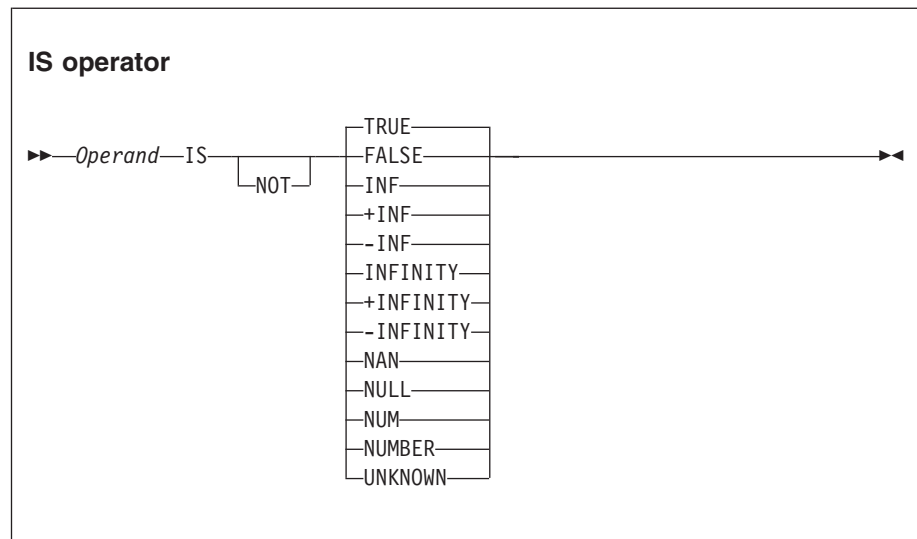 IS operator
TRUE
Operand IS FALSE
NOT INF
+INF
-INF
INFINITY
+INFINITY
-INFINITY
NAN
NULL
NUM
NUMBER
UNKNOWN